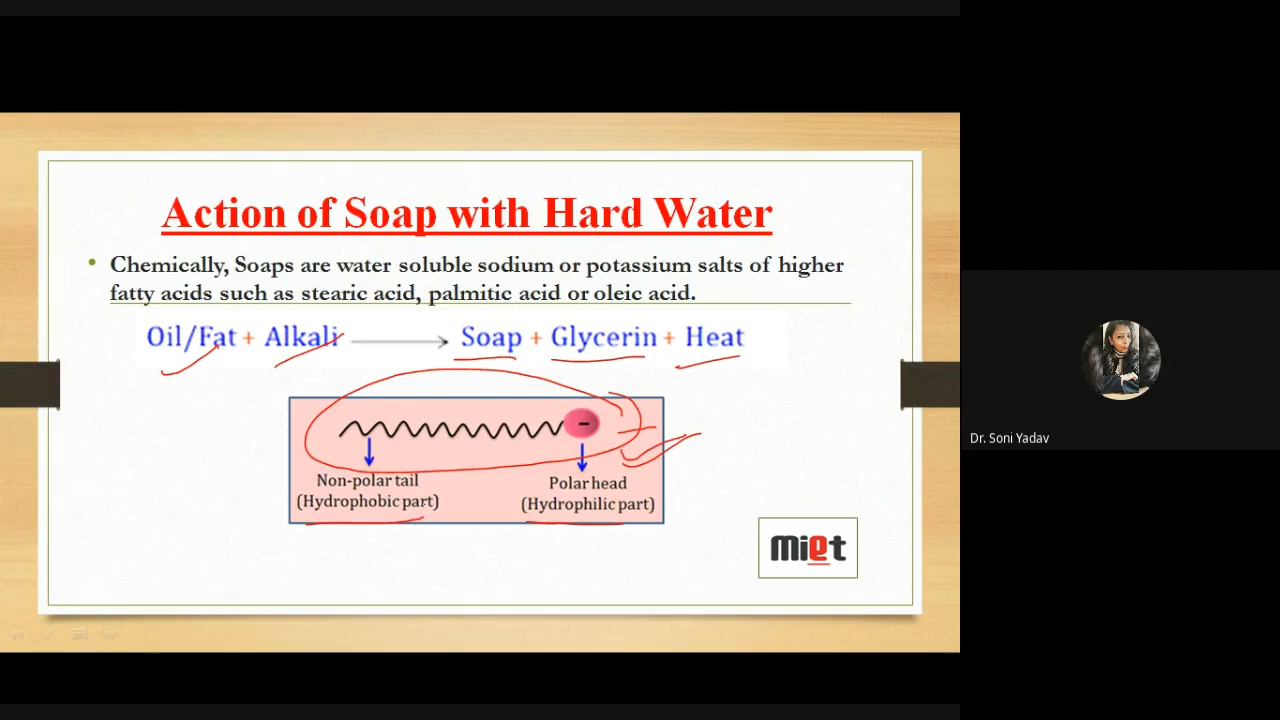 Action of Soap with Hard Water
• Chemically, Soaps are water soluble sodium or potassium salts of higher
fatty acids such as stearic acid, palmitic acid or oleic acid.
Oil/Fat + Alkali → Soap + Glycerin + Heat
-
Non-polar tail
(Hydrophobic part)
Polar head
(Hydrophilic part)
miet
Dr. Soni Yadav